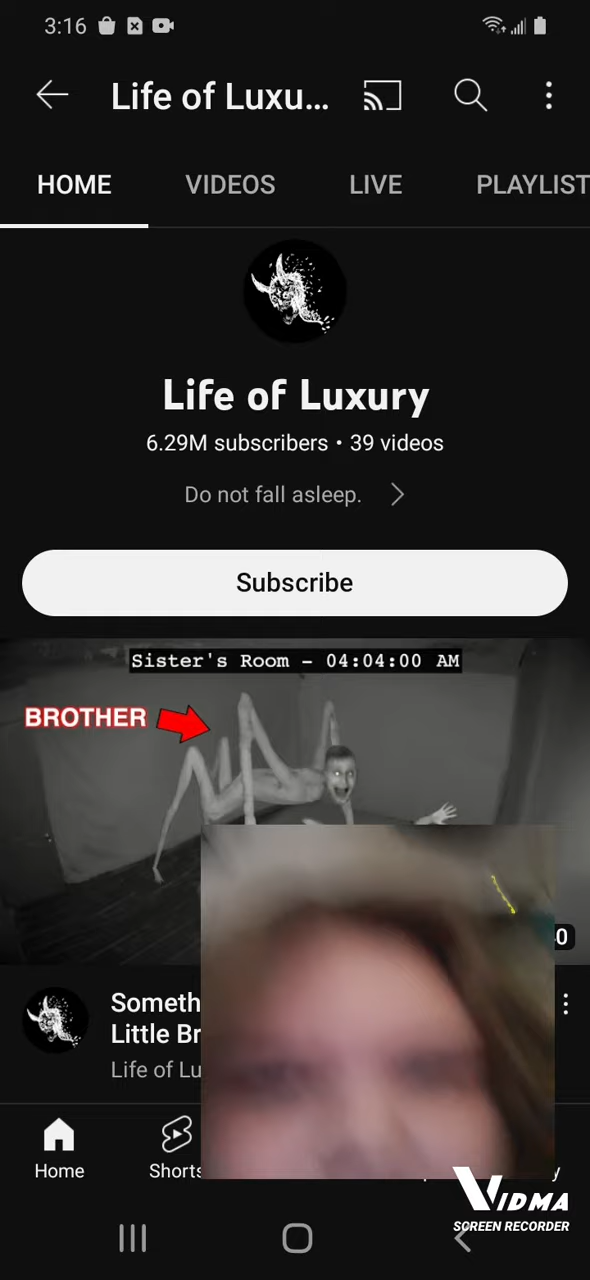 3:16
Life of Luxu...
HOME VIDEOS LIVE PLAYLIST
Life of Luxury
6.29M subscribers • 39 videos
Do not fall asleep.
Subscribe
Sister's Room - 04:04:00 AM
BROTHER
0
Someth
Little Br
Life of Lu
Home Shorts y
VIDMA
SCREEN RECORDER